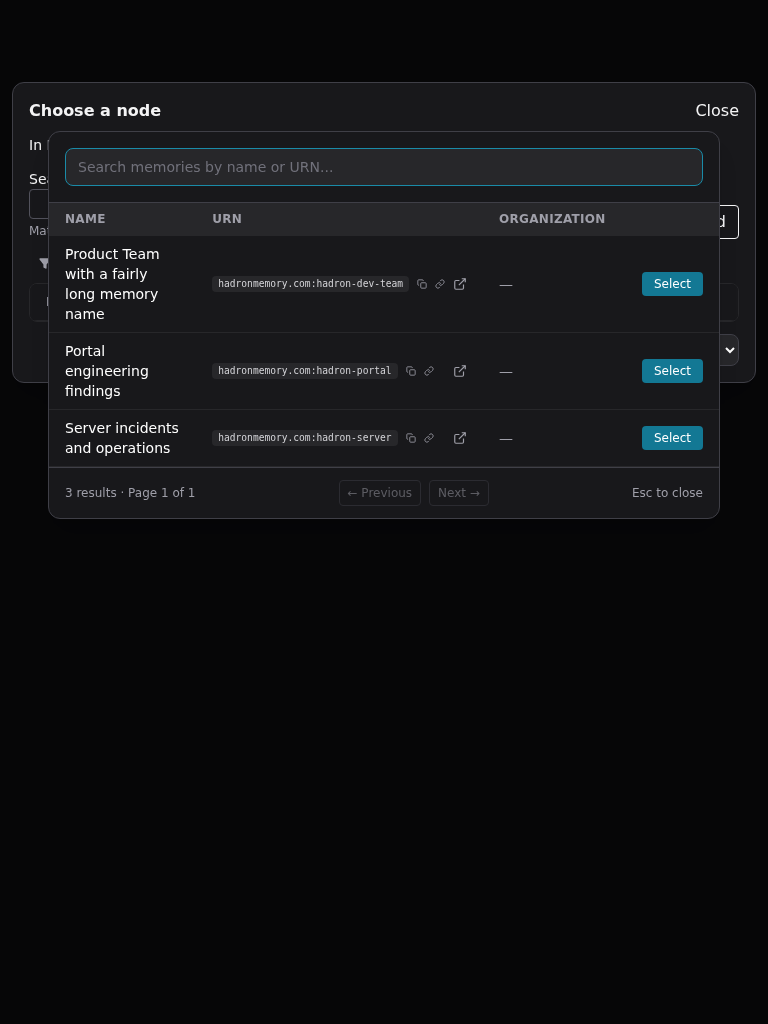 Choose a node
Close
In
Search memories by name or URN...
NAME URN ORGANIZATION
Product Team
with a fairly
long memory
name
hadronmemory.com:hadron-dev-team
—
Select
Portal
engineering
findings
hadronmemory.com:hadron-portal
—
Select
Server incidents
and operations
hadronmemory.com:hadron-server
—
Select
3 results · Page 1 of 1
← Previous
Next →
Esc to close